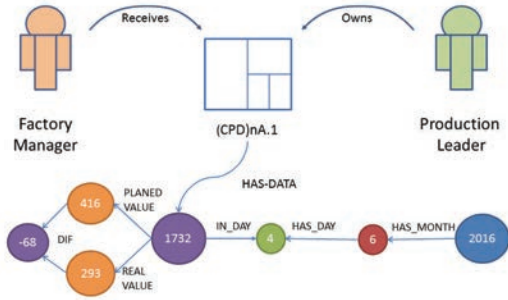 Receives
Owns
Factory
Manager
(CPD)nA.1
Production
Leader
HAS-DATA
PLANED
VALUE
416
-68
DIF
1732
IN_DAY
4
HAS_DAY
6
HAS_MONTH
2016
293
REAL
VALUE